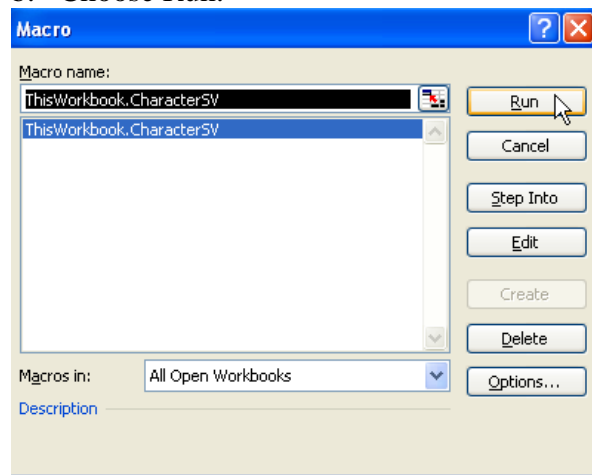 Macro
Macro name:
ThisWorkbook.CharacterSV
ThisWorkbook.CharacterSV
Run
Cancel
Step Into
Edit
Create
Delete
Macros in: All Open Workbooks
Options...
Description